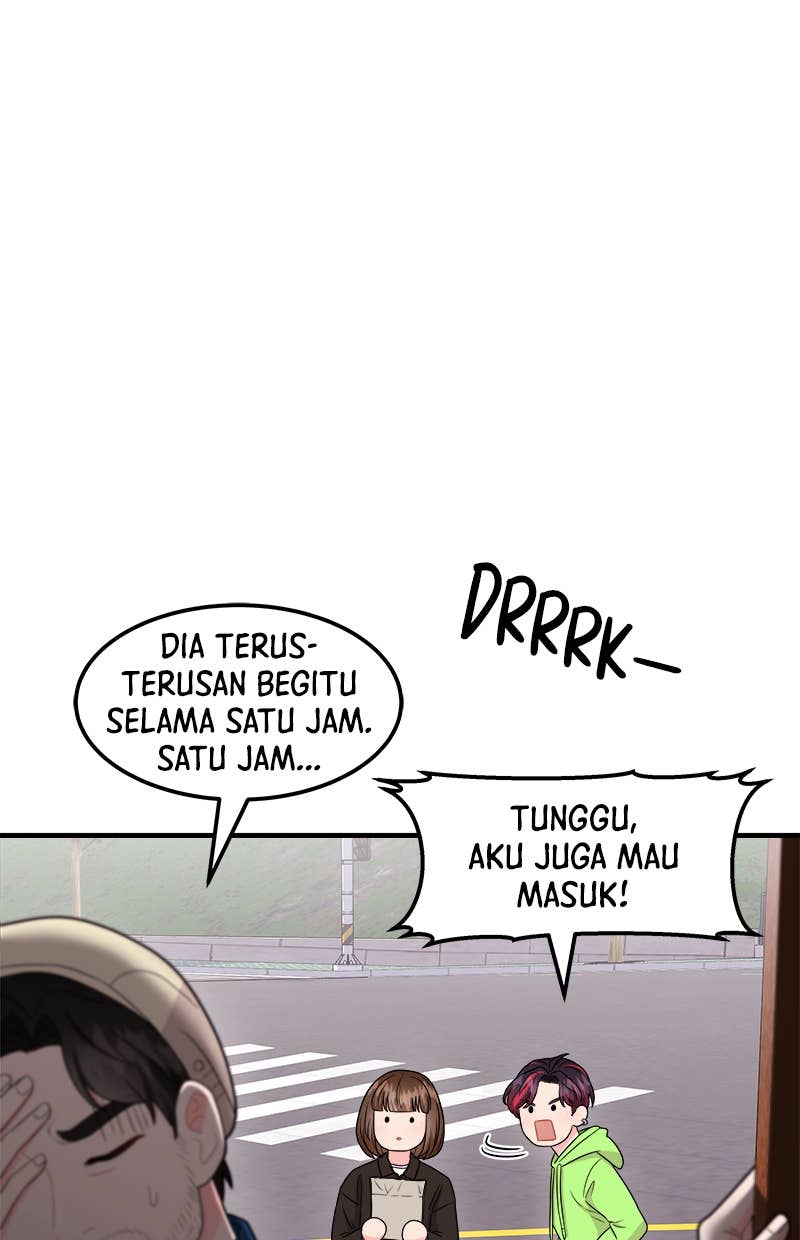 DRRRK—
DIA TERUS-
TERUSAN BEGITU
SELAMA SATU JAM.
SATU JAM...
TUNGGU,
AKU JUGA MAU
MASUK!